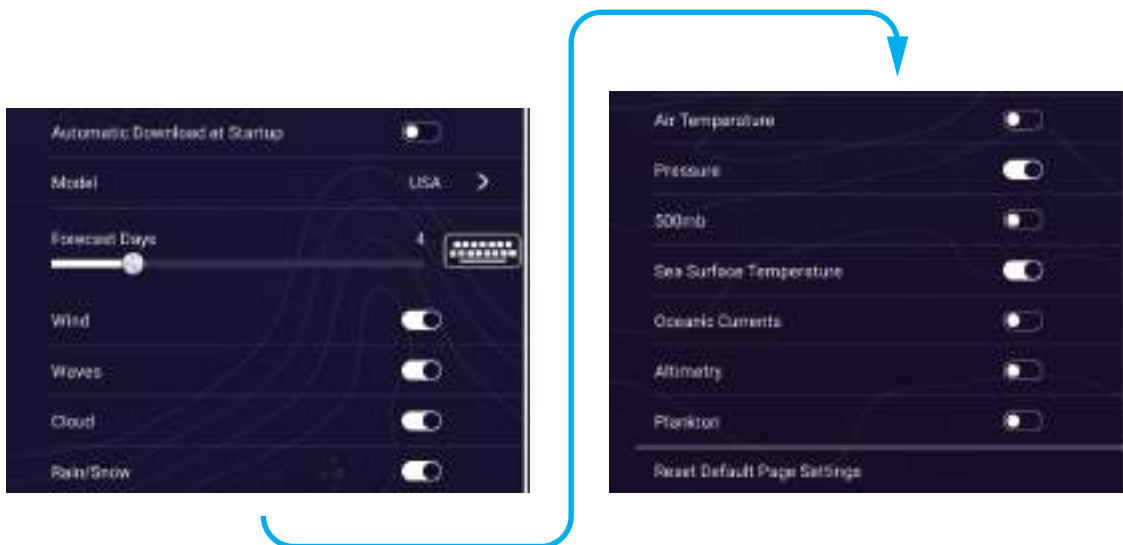 Automatic Download at Startup
Model USA
Forecast Days 4
Wind
Waves
Cloud
Rain/Snow
Air Temperature
Pressure
500mb
Sea Surface Temperature
Oceanic Currents
Altimetry
Plankton
Reset Default Page Settings